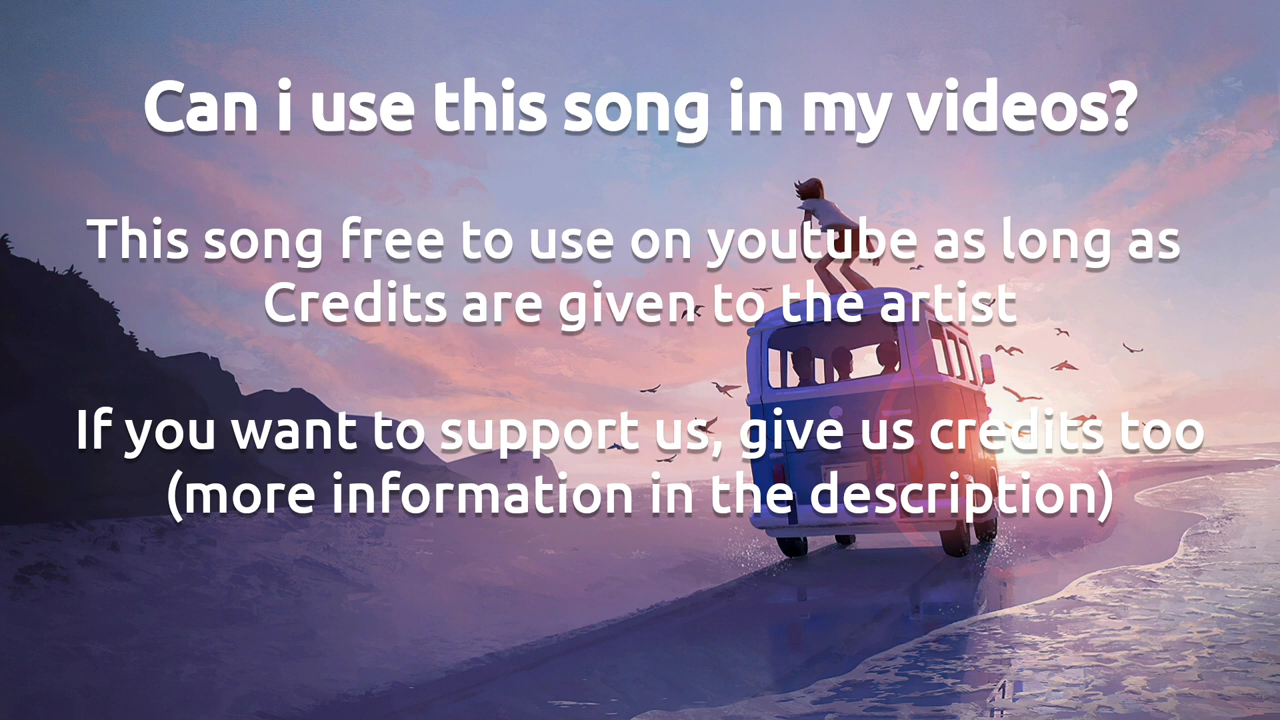 Can i use this song in my videos?
This song free to use on youtube as long as
Credits are given to the artist
If you want to support us, give us credits too
(more information in the description)